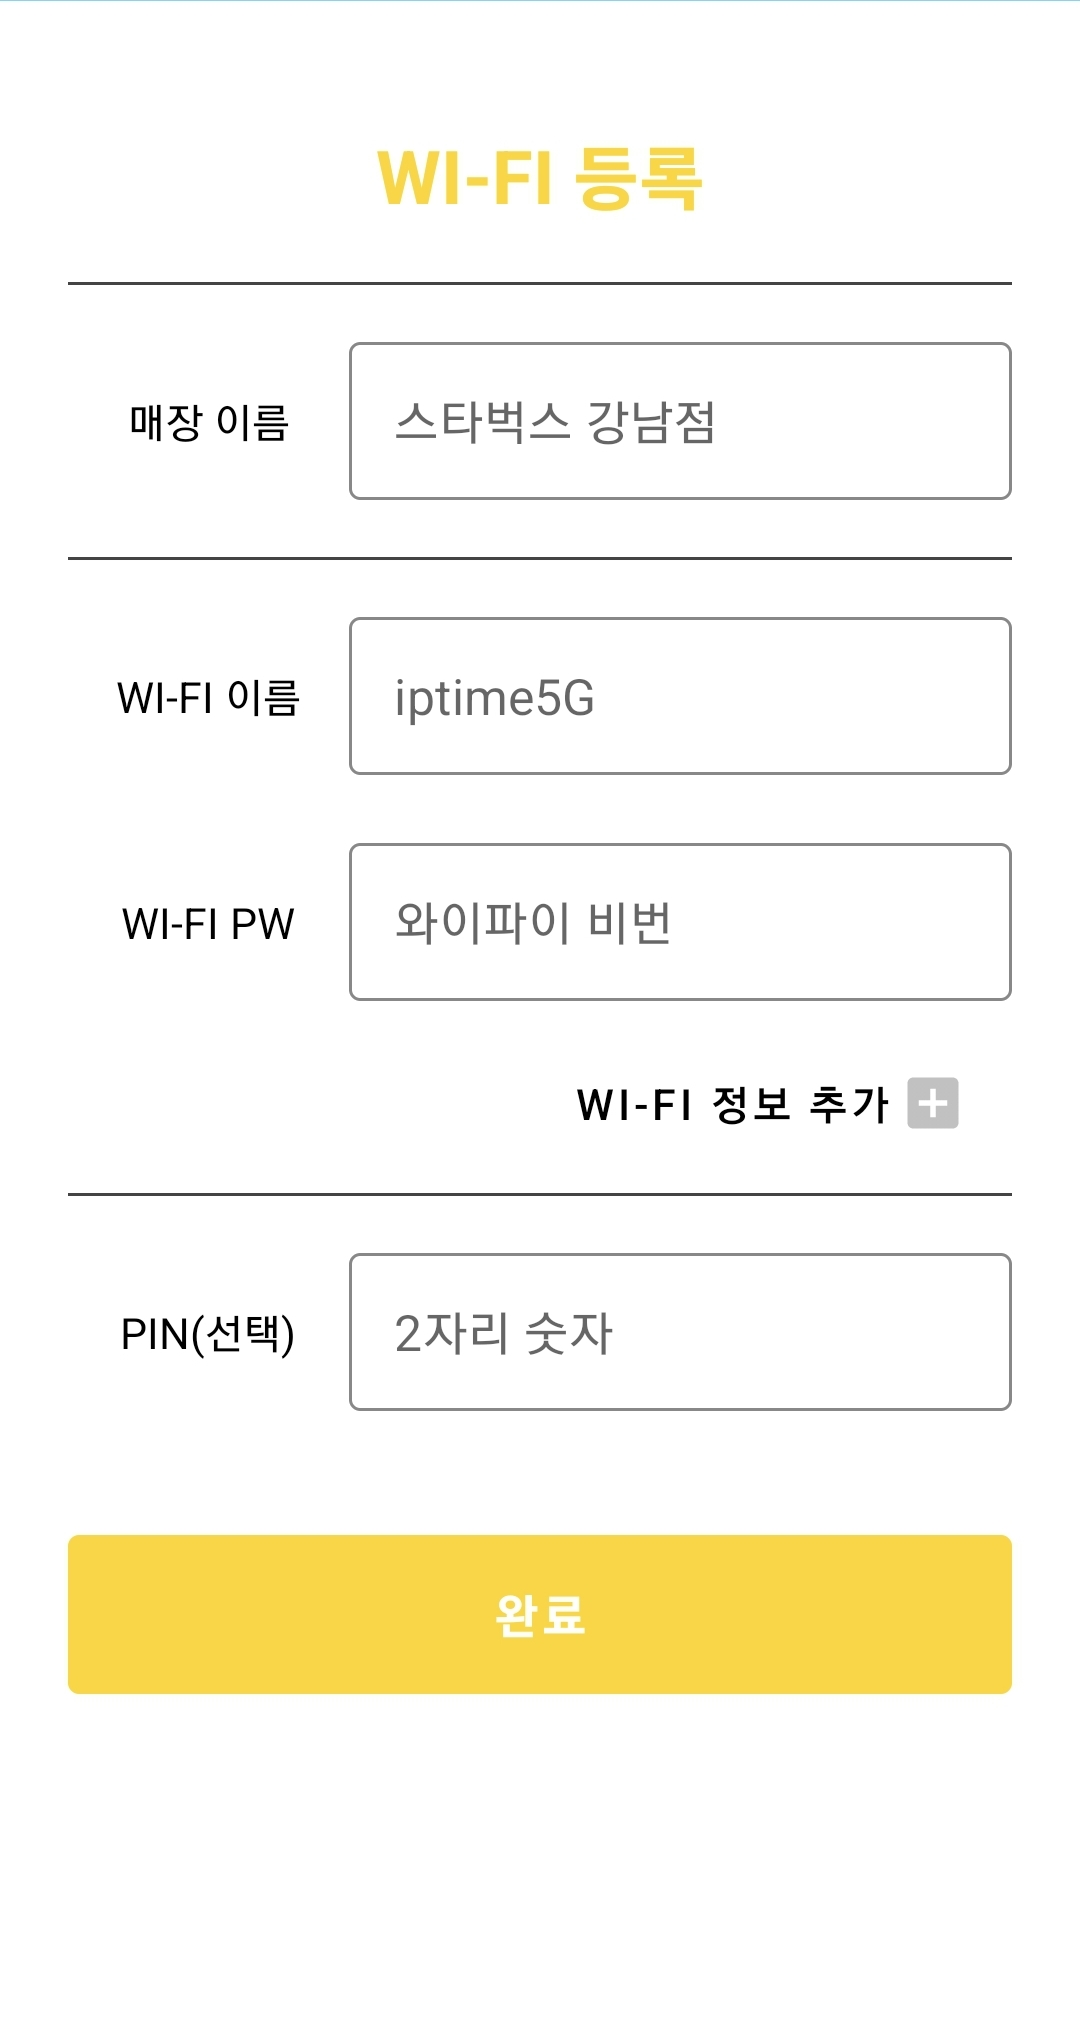 WI-FI 등록
매장 이름
스타벅스 강남점
WI-FI 이름
iptime5G
WI-FI PW
와이파이 비번
WI-FI 정보 추가
PIN(선택)
2자리 숫자
완료